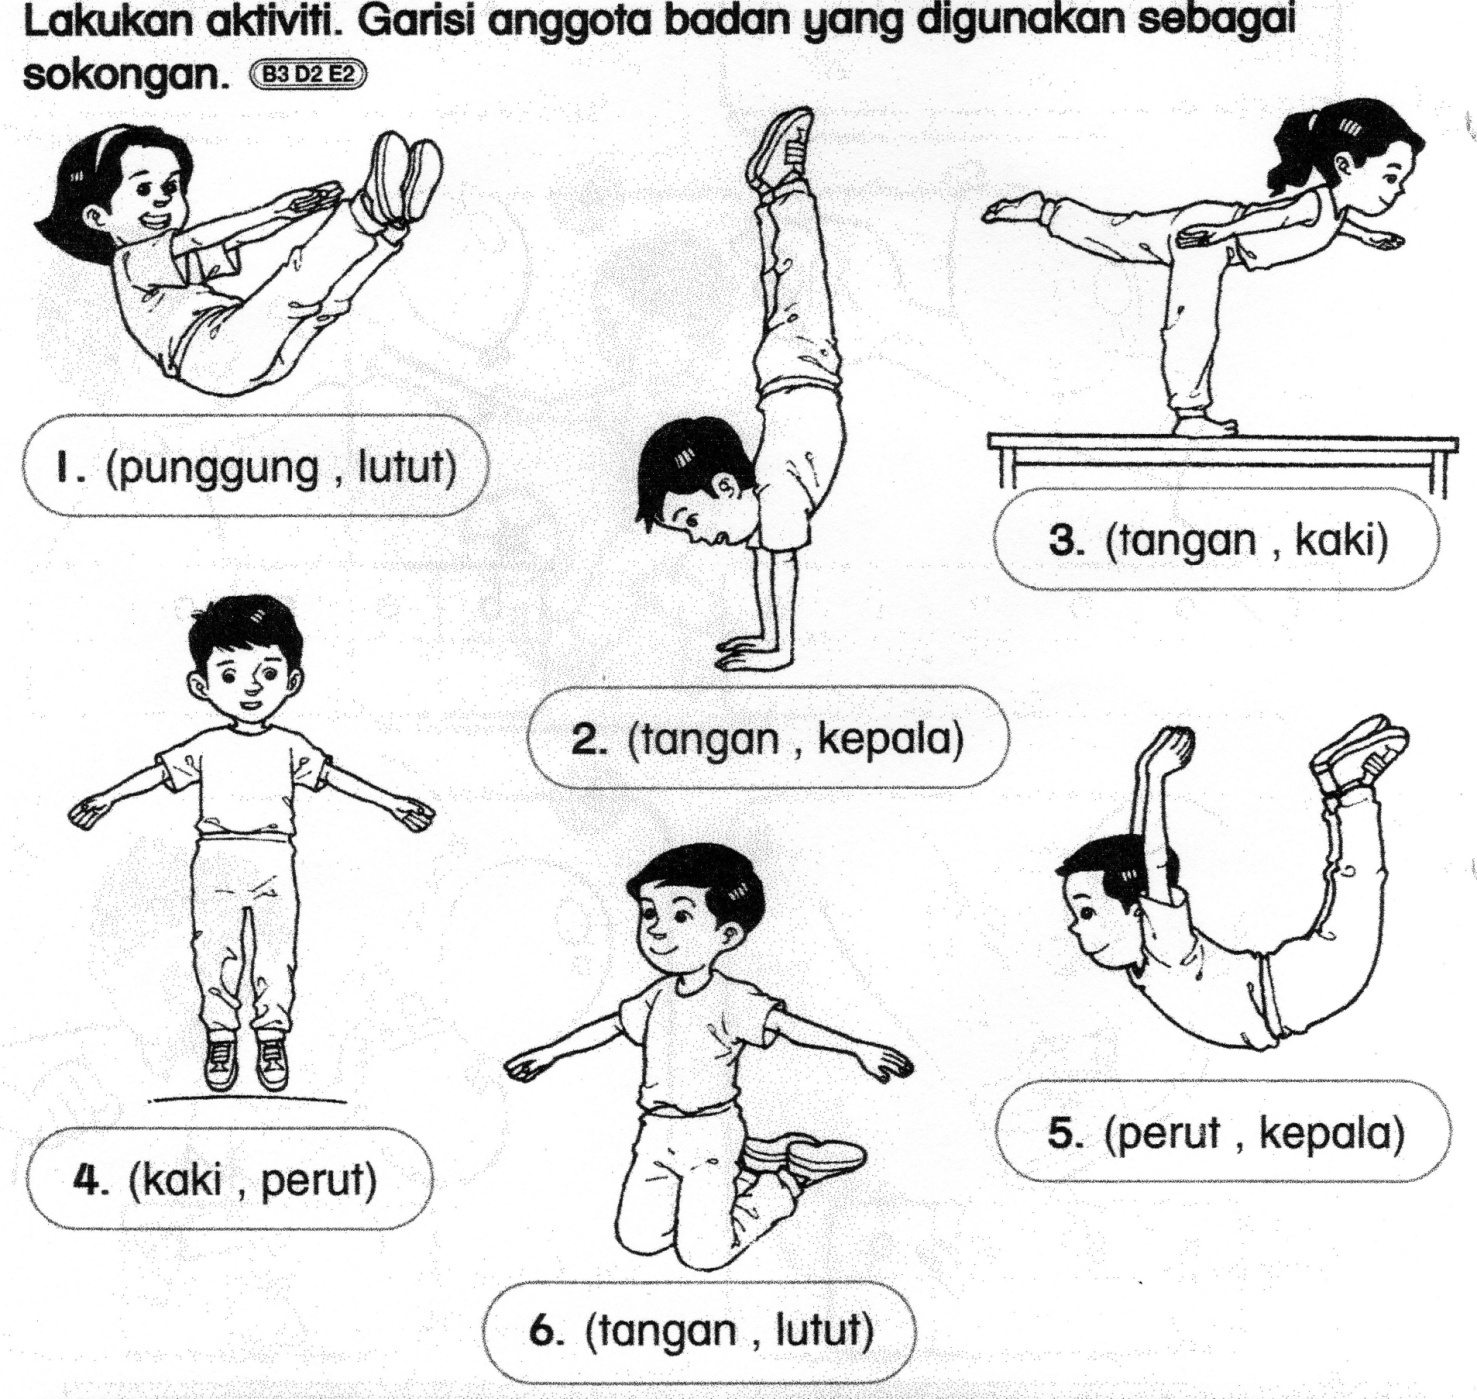 Lakukan aktiviti. Garisi anggota badan yang digunakan sebagai
sokongan. B3 D2 E2
1. (punggung , lutut)
2. (tangan , kepala)
3. (tangan , kaki)
4. (kaki , perut)
5. (perut , kepala)
6. (tangan , lutut)